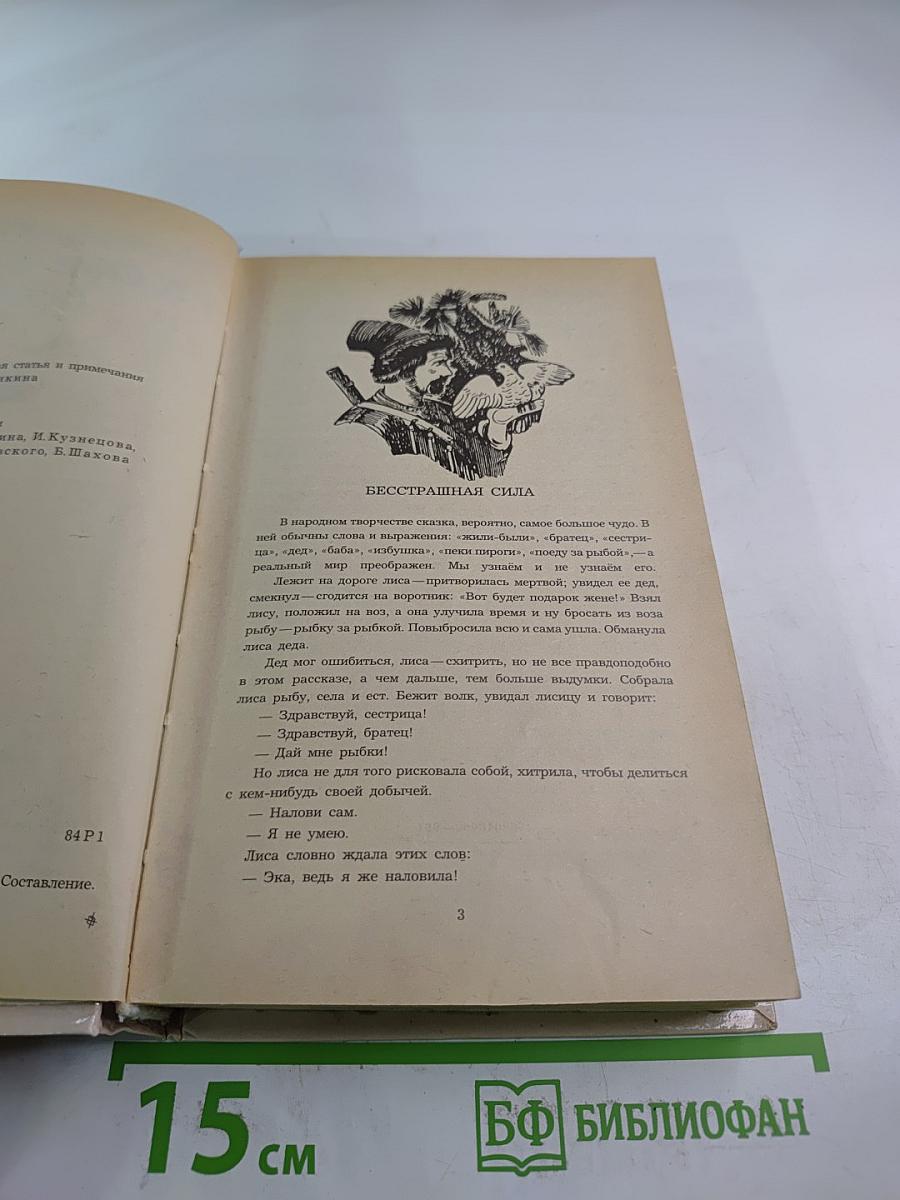 я статья и примечания
икина
и
ина, И. Кузнецова,
вского, Б. Шахова
84 Р 1
Составление.
БЕССТРАШНАЯ СИЛА
В народном творчестве сказка, вероятно, самое большое чудо. В
ней обычны слова и выражения: «жили-были», «братец», «сестри-
ца», «дед», «баба», «избушка», «пеки пироги», «поеду за рыбой»,—а
реальный мир преображен. Мы узнаём и не узнаём его.
Лежит на дороге лиса—притворилась мертвой; увидел ее дед,
смекнул—сгодится на воротник: «Вот будет подарок жене!» Взял
лису, положил на воз, а она улучила время и ну бросать из воза
рыбу—рыбку за рыбкой. Повыбросила всю и сама ушла. Обманула
лиса деда.
Дед мог ошибиться, лиса—схитрить, но не все правдоподобно
в этом рассказе, а чем дальше, тем больше выдумки. Собрала
лиса рыбу, села и ест. Бежит волк, увидал лисицу и говорит:
— Здравствуй, сестрица!
— Здравствуй, братец!
— Дай мне рыбки!
Но лиса не для того рисковала собой, хитрила, чтобы делиться
с кем-нибудь своей добычей.
— Налови сам.
— Я не умею.
Лиса словно ждала этих слов:
— Эка, ведь я же наловила!
3
15 см
БФ БИБЛИОФАН